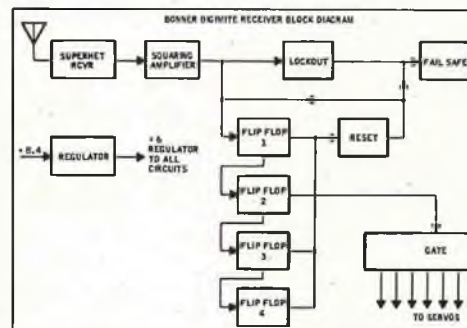 BONNER DIGIMITE RECEIVER BLOCK DIAGRAM
SUPERHET
RCVR
SQUARING
AMPLIFIER
LOCKOUT
FAIL SAFE
+8.4
REGULATOR
+6
REGULATOR
TO ALL
CIRCUITS
FLIP FLOP
1
RESET
FLIP FLOP
2
FLIP FLOP
3
GATE
FLIP FLOP
4
TO SERVOS